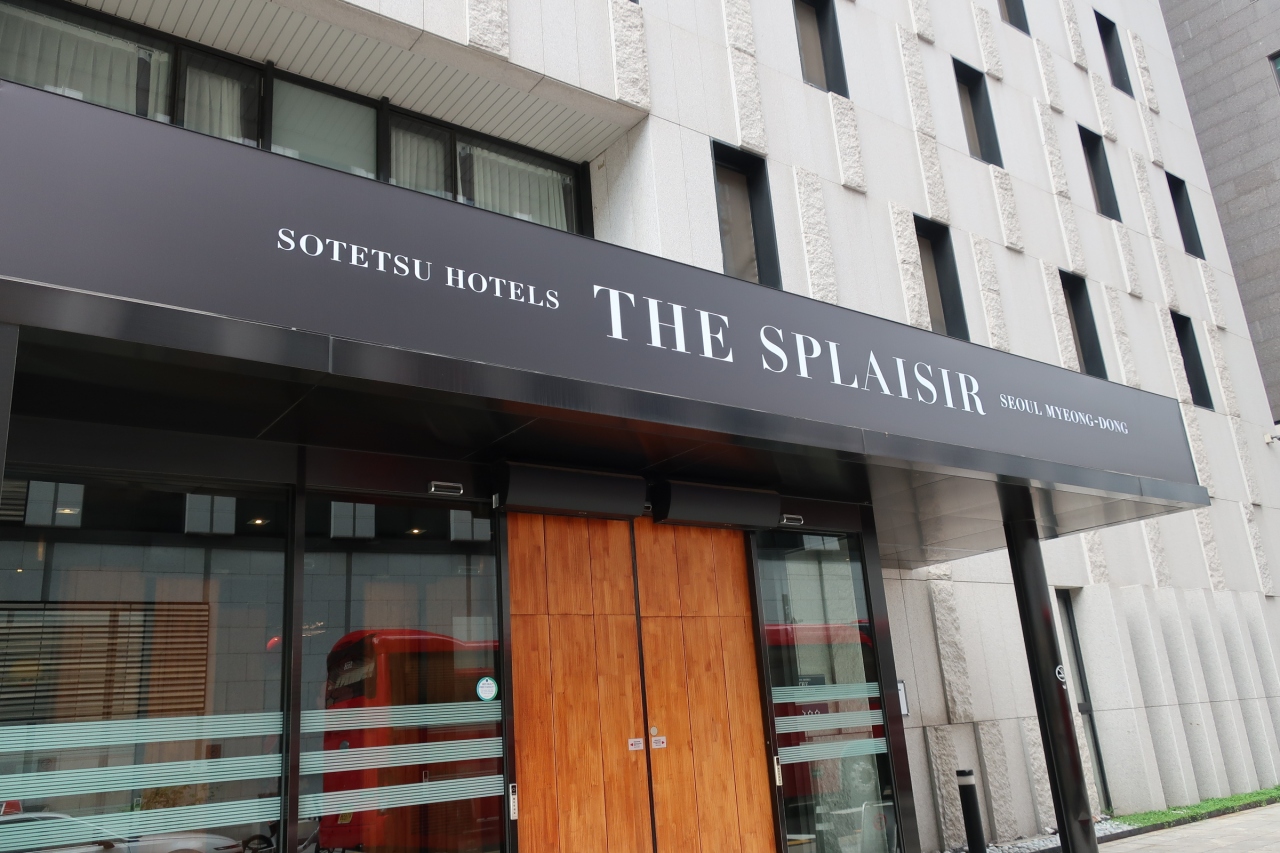 SOTETSU HOTELS THE SPLAISIR SEOUL MYEONG-DONG